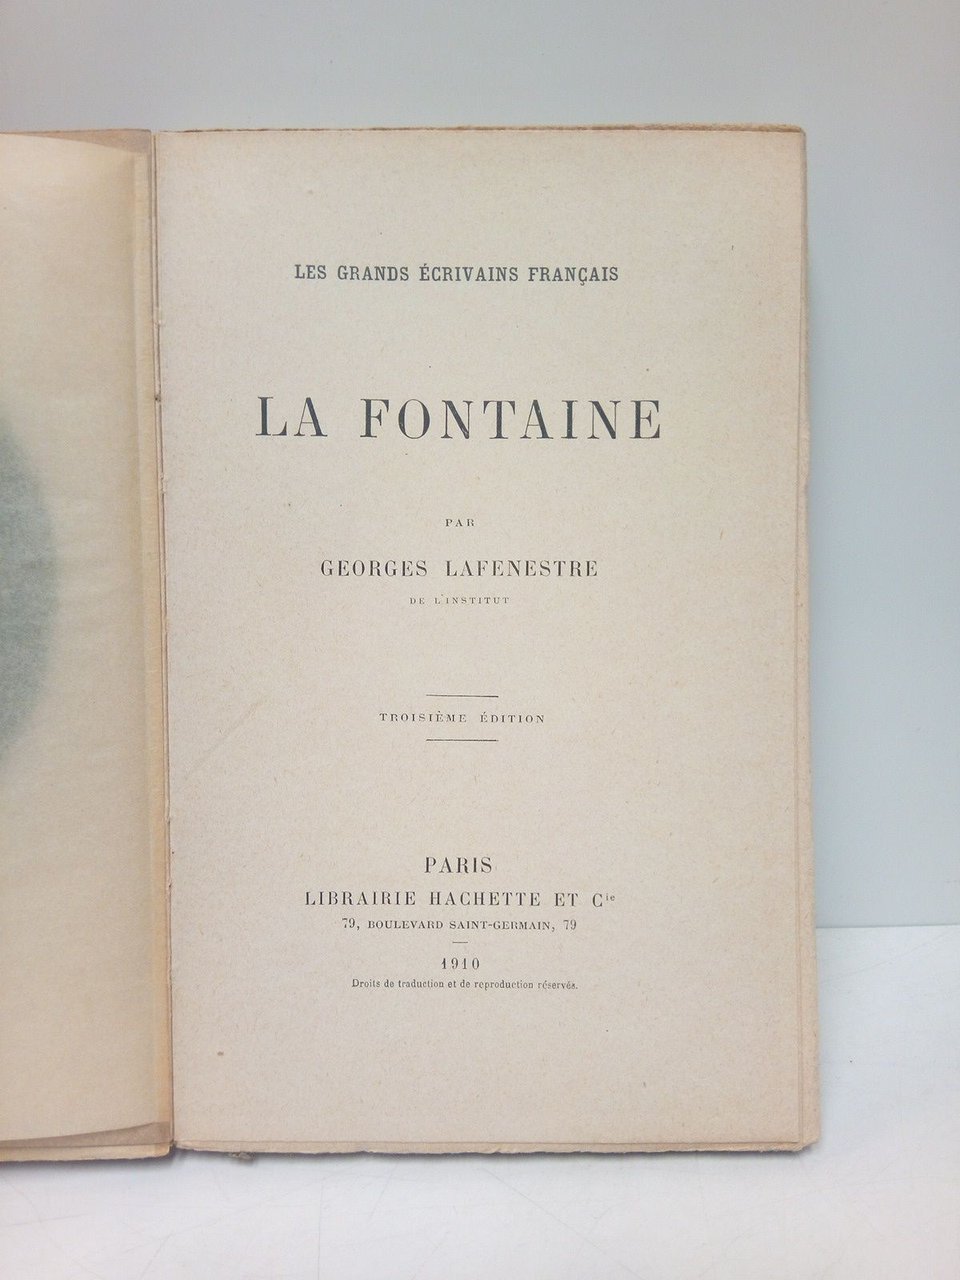 LES GRANDS ÉCRIVAINS FRANÇAIS
LA FONTAINE
PAR
GEORGES LAFENESTRE
DE L'INSTITUT
TROISIÈME ÉDITION
PARIS
LIBRAIRIE HACHETTE ET Cie
79, BOULEVARD SAINT-GERMAIN, 79
1910
Droits de traduction et de reproduction réservés.